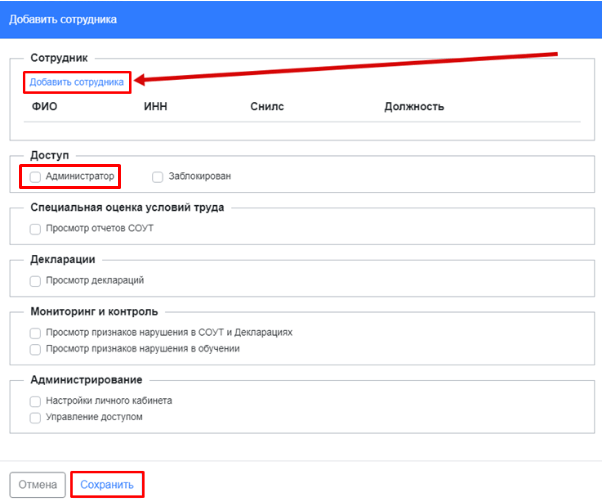 Добавить сотрудника
Сотрудник
Добавить сотрудника
ФИО ИНН Снилс Должность
Доступ
Администратор Заблокирован
Специальная оценка условий труда
Просмотр отчетов СОУТ
Декларации
Просмотр деклараций
Мониторинг и контроль
Просмотр признаков нарушения в СОУТ и Декларациях
Просмотр признаков нарушения в обучении
Администрирование
Настройки личного кабинета
Управление доступом
Отмена Сохранить